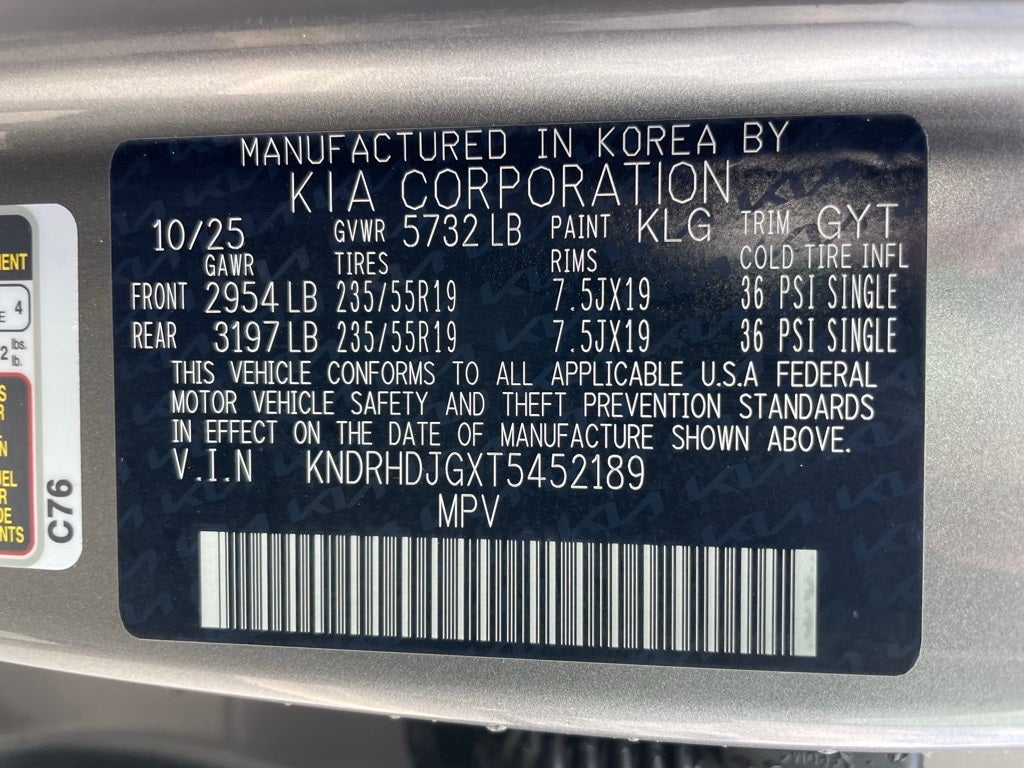 MANUFACTURED IN KOREA BY
KIA CORPORATION
10/25 GVWR 5732 LB PAINT KLG TRIM GYT
GAWR TIRES RIMS COLD TIRE INFL
FRONT 2954 LB 235/55R19 7.5JX19 36 PSI SINGLE
REAR 3197 LB 235/55R19 7.5JX19 36 PSI SINGLE
THIS VEHICLE CONFORMS TO ALL APPLICABLE U.S.A FEDERAL
MOTOR VEHICLE SAFETY AND THEFT PREVENTION STANDARDS
IN EFFECT ON THE DATE OF MANUFACTURE SHOWN ABOVE.
V.I.N KNDRHDJGXT5452189
MPV
4
lbs.
lb.
C76